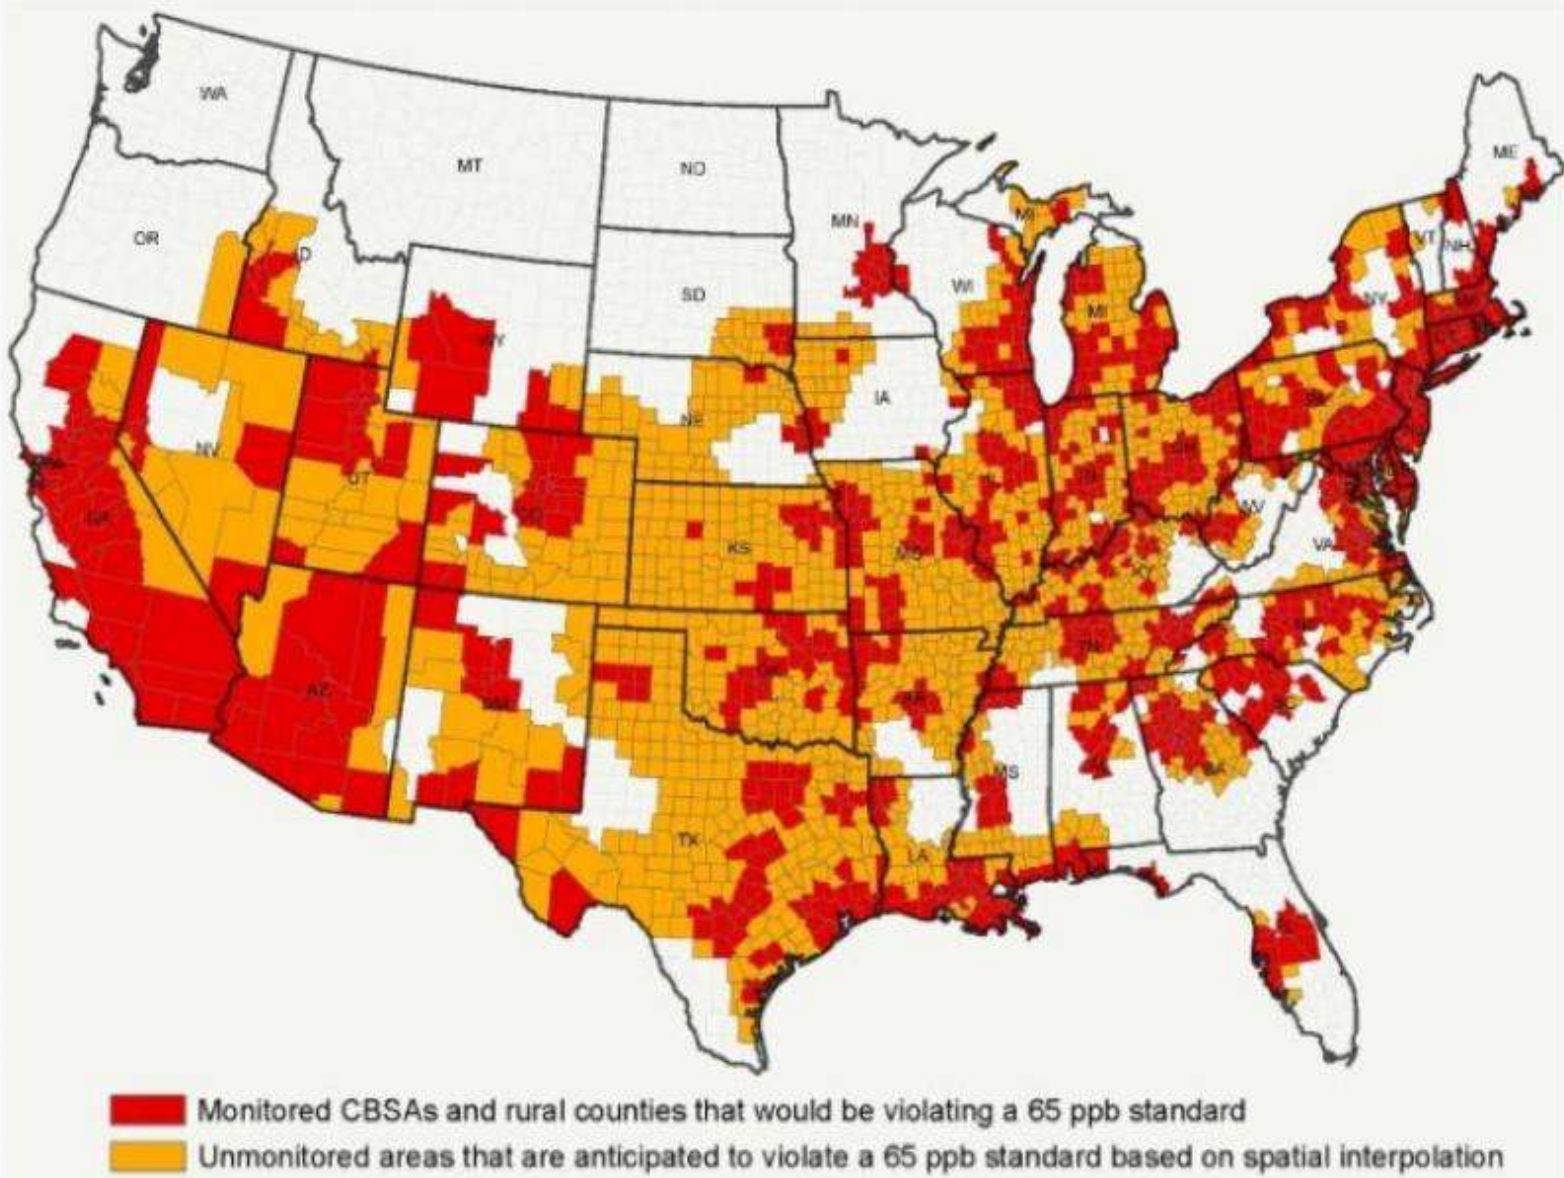 WA
MT
ND
MN
ME
OR
ID
SD
WI
MI
MI
VT
NH
NY
WY
IA
NE
NV
UT
CA
KS
MO
WV
VA
TN
AZ
AR
MS
TX
LA
Monitored CBSAs and rural counties that would be violating a 65 ppb standard
Unmonitored areas that are anticipated to violate a 65 ppb standard based on spatial interpolation